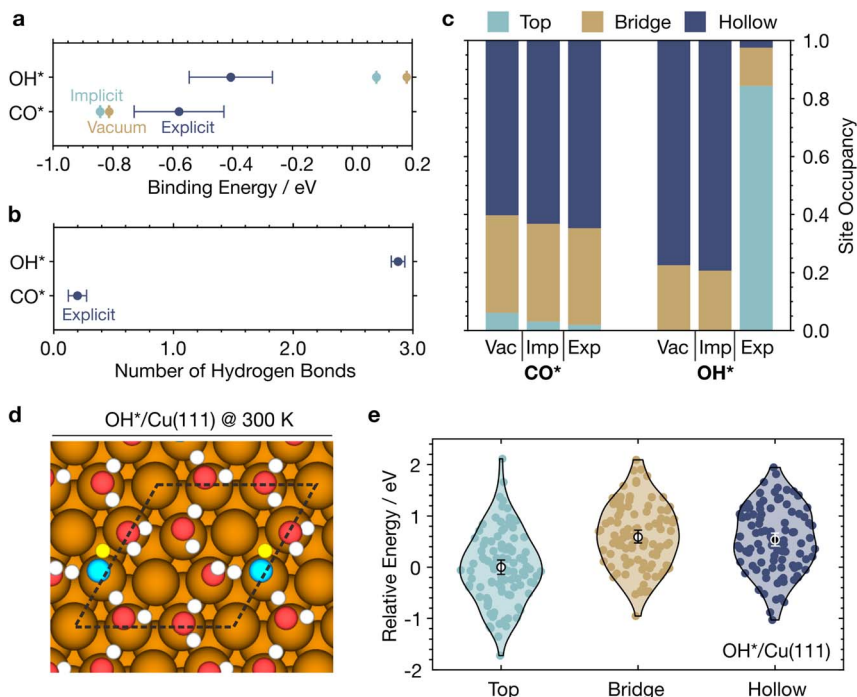 a
OH*
CO*
Implicit
Vacuum
Explicit
-1.0 -0.8 -0.6 -0.4 -0.2 0.0 0.2
Binding Energy / eV
b
OH*
CO*
Explicit
0.0 1.0 2.0 3.0
Number of Hydrogen Bonds
c
Top Bridge Hollow
1.0
0.8
0.6
0.4
0.2
0.0
Site Occupancy
Vac Imp Exp Vac Imp Exp
CO* OH*
d
OH*/Cu(111) @ 300 K
e
2
1
0
-1
-2
Relative Energy / eV
OH*/Cu(111)
Top Bridge Hollow